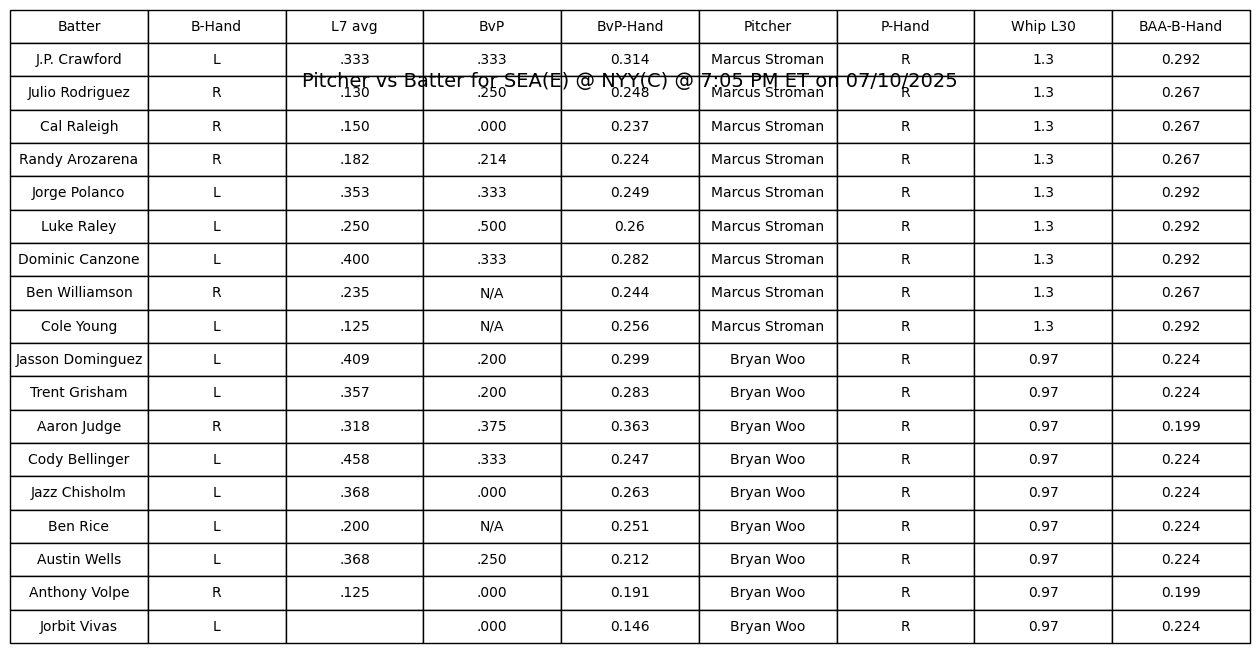 Batter B-Hand L7 avg BvP BvP-Hand Pitcher P-Hand Whip L30 BAA-B-Hand
J.P. Crawford L .333 .333 0.314 Marcus Stroman R 1.3 0.292
Pitcher vs Batter for SEA(E) @ NYY(C) @ 7:05 PM ET on 07/10/2025
Julio Rodriguez R .130 .250 0.248 Marcus Stroman R 1.3 0.267
Cal Raleigh R .150 .000 0.237 Marcus Stroman R 1.3 0.267
Randy Arozarena R .182 .214 0.224 Marcus Stroman R 1.3 0.267
Jorge Polanco L .353 .333 0.249 Marcus Stroman R 1.3 0.292
Luke Raley L .250 .500 0.26 Marcus Stroman R 1.3 0.292
Dominic Canzone L .400 .333 0.282 Marcus Stroman R 1.3 0.292
Ben Williamson R .235 N/A 0.244 Marcus Stroman R 1.3 0.267
Cole Young L .125 N/A 0.256 Marcus Stroman R 1.3 0.292
Jasson Dominguez L .409 .200 0.299 Bryan Woo R 0.97 0.224
Trent Grisham L .357 .200 0.283 Bryan Woo R 0.97 0.224
Aaron Judge R .318 .375 0.363 Bryan Woo R 0.97 0.199
Cody Bellinger L .458 .333 0.247 Bryan Woo R 0.97 0.224
Jazz Chisholm L .368 .000 0.263 Bryan Woo R 0.97 0.224
Ben Rice L .200 N/A 0.251 Bryan Woo R 0.97 0.224
Austin Wells L .368 .250 0.212 Bryan Woo R 0.97 0.224
Anthony Volpe R .125 .000 0.191 Bryan Woo R 0.97 0.199
Jorbit Vivas L .000 0.146 Bryan Woo R 0.97 0.224